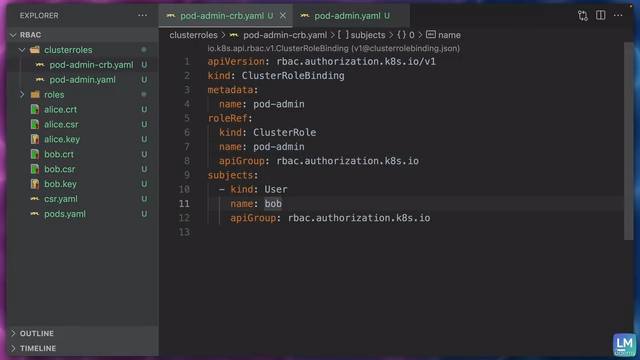 EXPLORER
RBAC
clusterroles
pod-admin-crb.yaml U
pod-admin.yaml U
roles
alice.crt U
alice.csr U
alice.key U
bob.crt U
bob.csr U
bob.key U
csr.yaml U
pods.yaml U
OUTLINE
TIMELINE
pod-admin-crb.yaml U
pod-admin.yaml U
clusterroles > pod-admin-crb.yaml > [ ] subjects > { } 0 > name
io.k8s.api.rbac.v1.ClusterRoleBinding (v1@clusterrolebinding.json)
1 apiVersion: rbac.authorization.k8s.io/v1
2 kind: ClusterRoleBinding
3 metadata:
4 name: pod-admin
5 roleRef:
6 kind: ClusterRole
7 name: pod-admin
8 apiGroup: rbac.authorization.k8s.io
9 subjects:
10 - kind: User
11 name: bob
12 apiGroup: rbac.authorization.k8s.io
13
LM